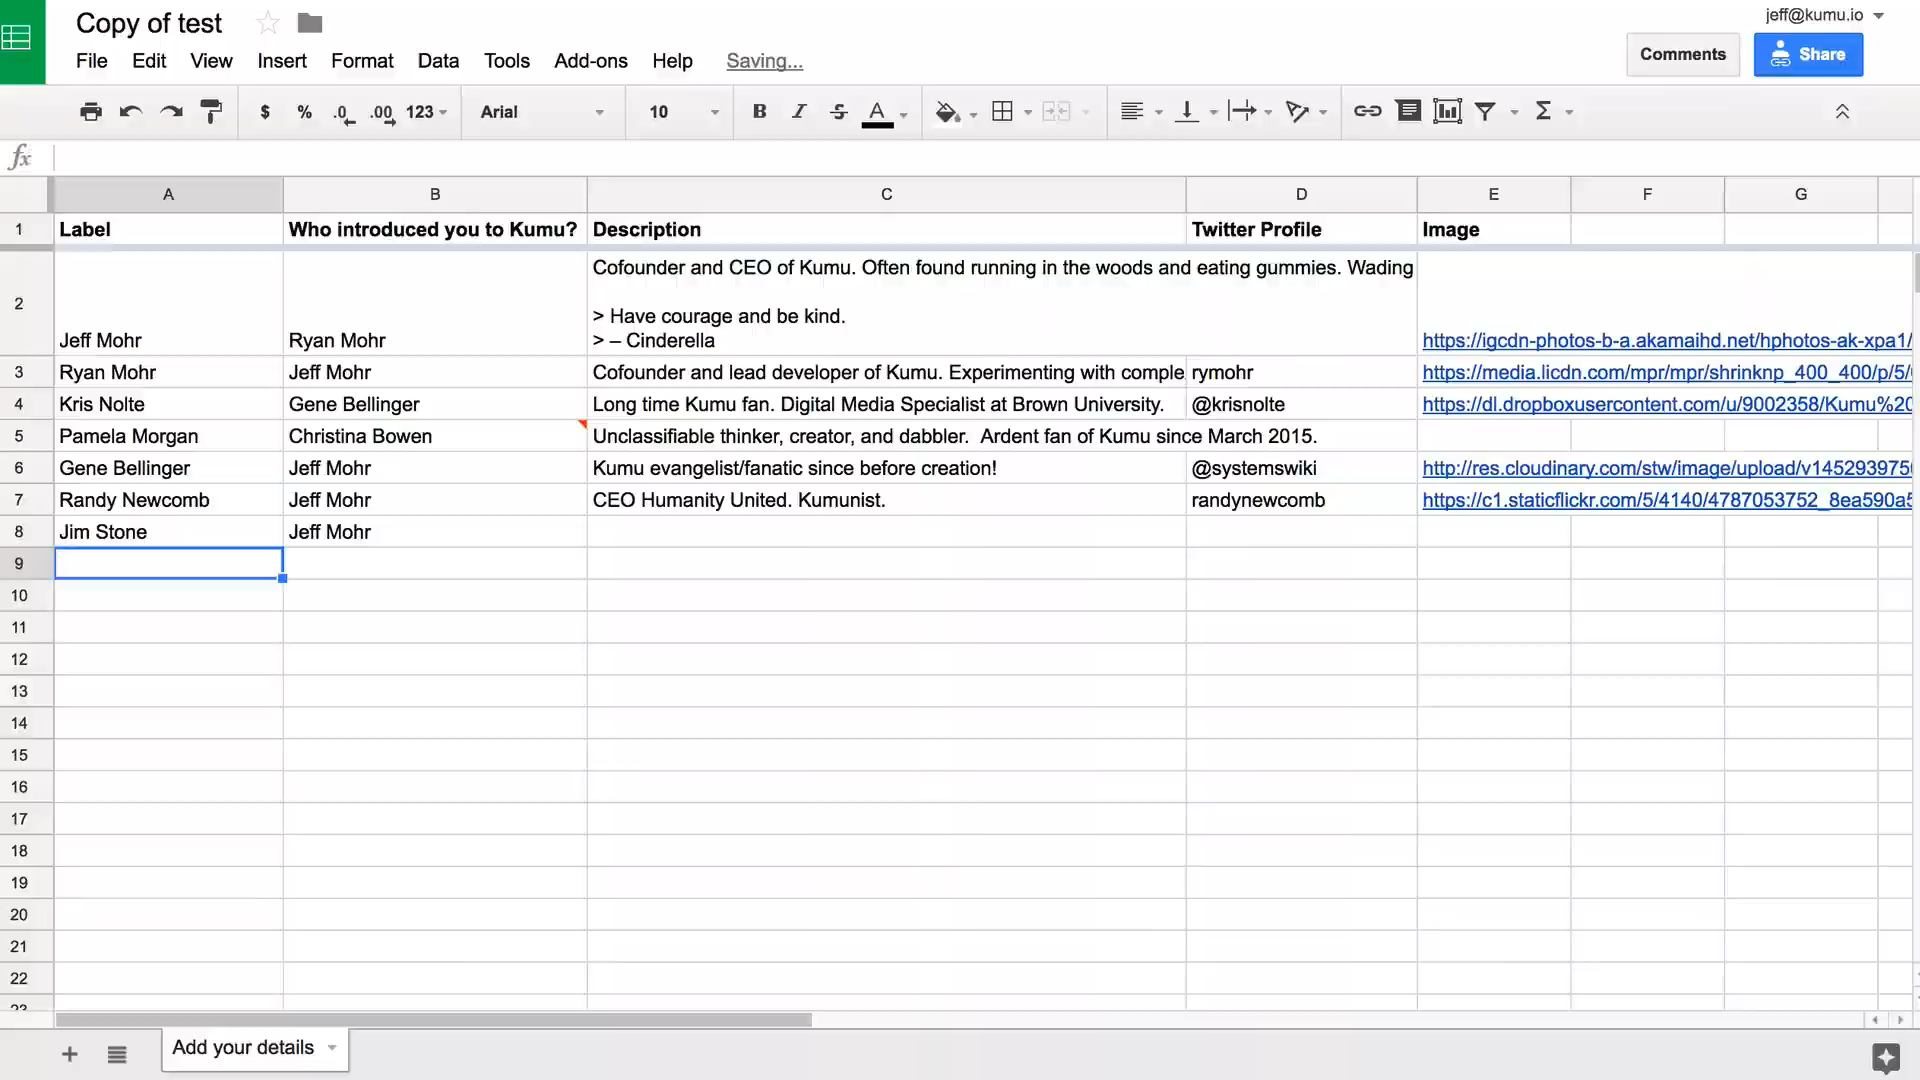 Copy of test
jeff@kumu.io
File Edit View Insert Format Data Tools Add-ons Help Saving...
Comments
Share
$ % .0 .00 123 Arial 10 B I S A Σ
fx
A B C D E F G
1 Label Who introduced you to Kumu? Description Twitter Profile Image
Cofounder and CEO of Kumu. Often found running in the woods and eating gummies. Wading
2
> Have courage and be kind.
Jeff Mohr Ryan Mohr > – Cinderella https://igcdn-photos-b-a.akamaihd.net/hphotos-ak-xpa1/
3 Ryan Mohr Jeff Mohr Cofounder and lead developer of Kumu. Experimenting with comple rymohr https://media.licdn.com/mpr/mpr/shrinknp_400_400/p/5/
4 Kris Nolte Gene Bellinger Long time Kumu fan. Digital Media Specialist at Brown University. @krisnolte https://dl.dropboxusercontent.com/u/9002358/Kumu%20
5 Pamela Morgan Christina Bowen Unclassifiable thinker, creator, and dabbler. Ardent fan of Kumu since March 2015.
6 Gene Bellinger Jeff Mohr Kumu evangelist/fanatic since before creation! @systemswiki http://res.cloudinary.com/stw/image/upload/v145293975
7 Randy Newcomb Jeff Mohr CEO Humanity United. Kumunist. randynewcomb https://c1.staticflickr.com/5/4140/4787053752_8ea590a5
8 Jim Stone Jeff Mohr
9
10
11
12
13
14
15
16
17
18
19
20
21
22
23
Add your details